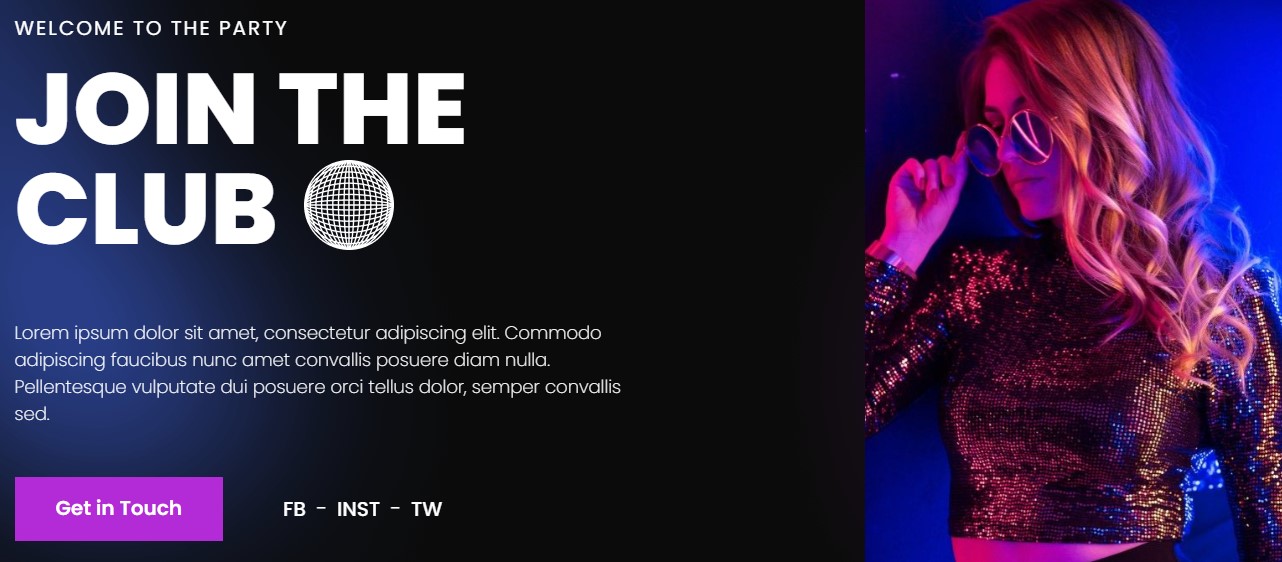 WELCOME TO THE PARTY
JOIN THE
CLUB
Lorem ipsum dolor sit amet, consectetur adipiscing elit. Commodo
adipiscing faucibus nunc amet convallis posuere diam nulla.
Pellentesque vulputate dui posuere orci tellus dolor, semper convallis
sed.
Get in Touch
FB - INST - TW